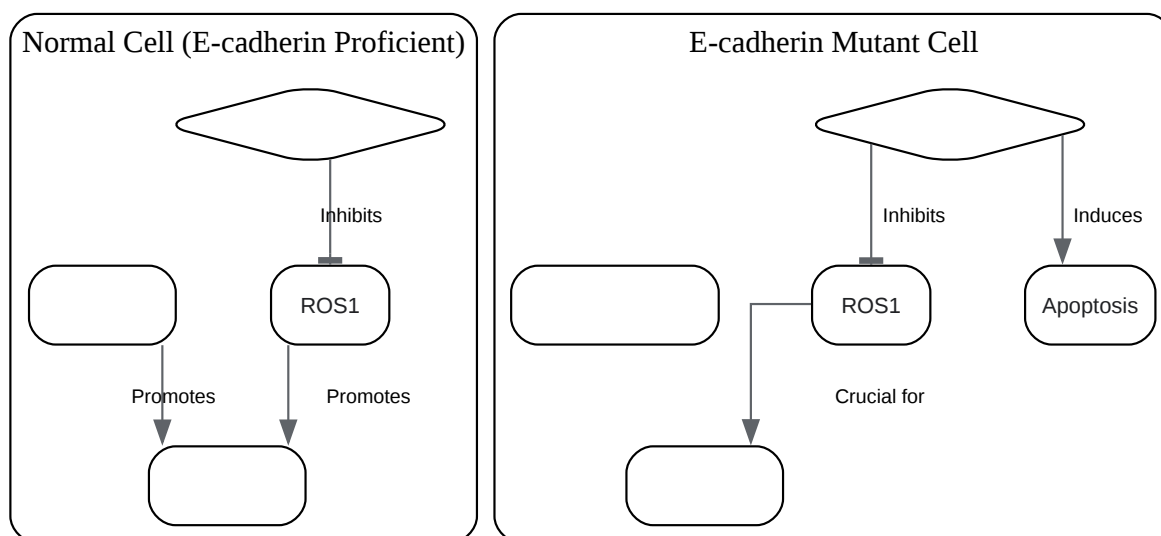 Normal Cell (E-cadherin Proficient)
Inhibits
ROS1
Promotes
Promotes
E-cadherin Mutant Cell
Inhibits
Induces
ROS1
Apoptosis
Crucial for